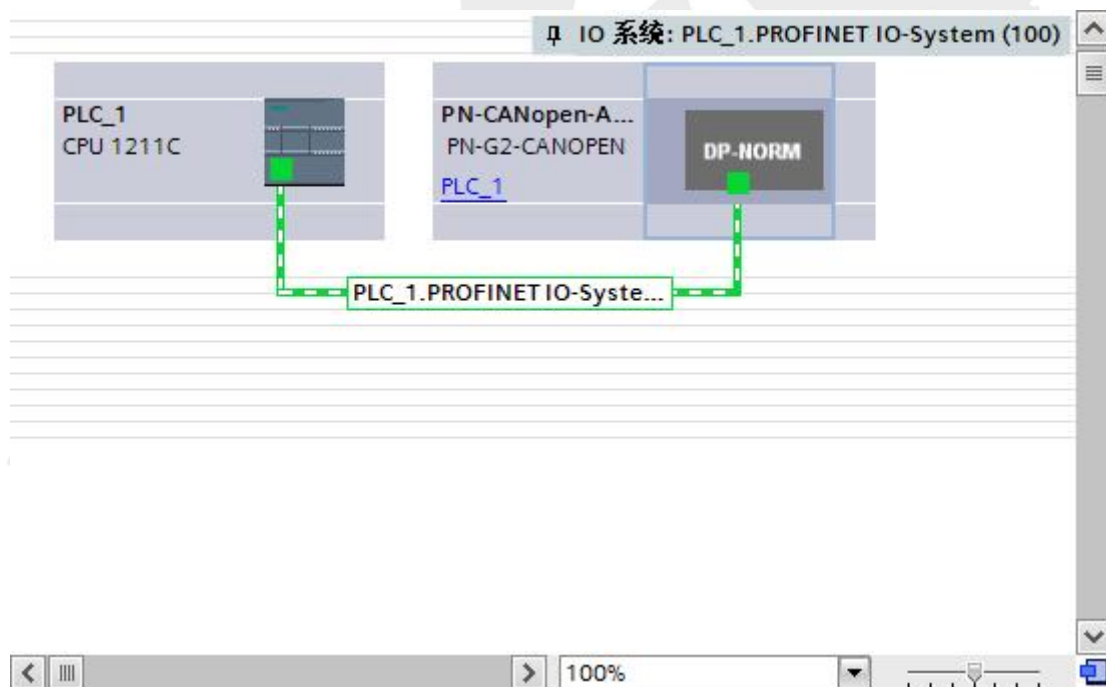 IO 系统: PLC_1.PROFINET IO-System (100)
PLC_1
CPU 1211C
PN-CANopen-A...
PN-G2-CANOPEN
PLC_1
DP-NORM
PLC_1.PROFINET IO-Syste...
100%